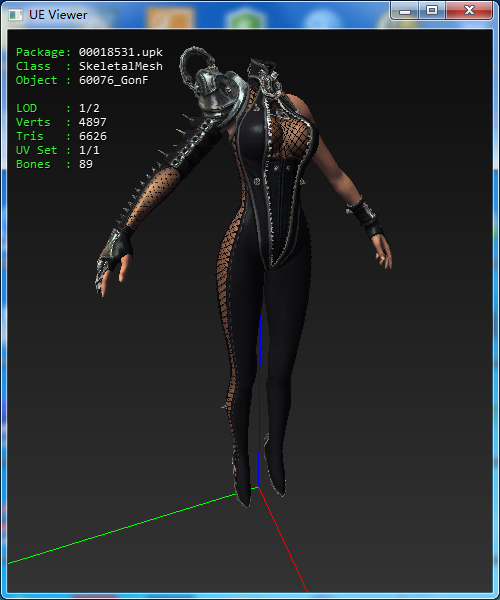 UE Viewer
Package: 00018531.upk
Class : SkeletalMesh
Object : 60076_GonF
LOD : 1/2
Verts : 4897
Tris : 6626
UV Set : 1/1
Bones : 89